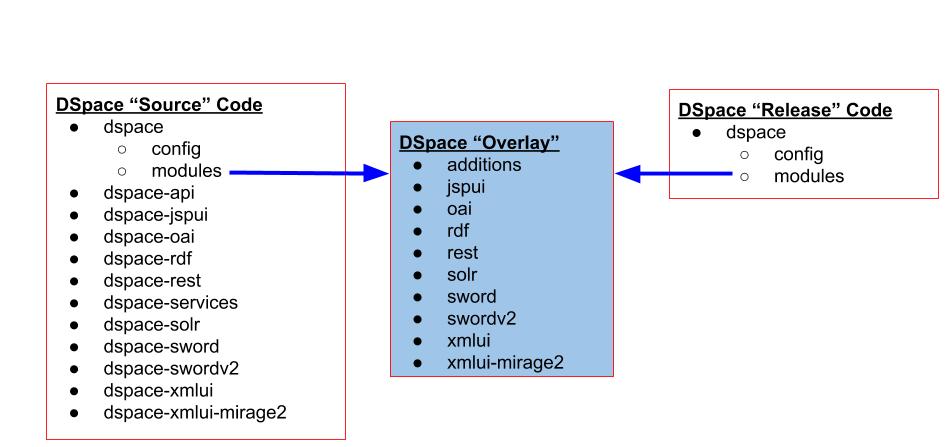 DSpace “Source” Code
● dspace
○ config
○ modules
● dspace-api
● dspace-jspui
● dspace-oai
● dspace-rdf
● dspace-rest
● dspace-services
● dspace-solr
● dspace-sword
● dspace-swordv2
● dspace-xmlui
● dspace-xmlui-mirage2
DSpace “Overlay”
● additions
● jspui
● oai
● rdf
● rest
● solr
● sword
● swordv2
● xmlui
● xmlui-mirage2
DSpace “Release” Code
● dspace
○ config
○ modules